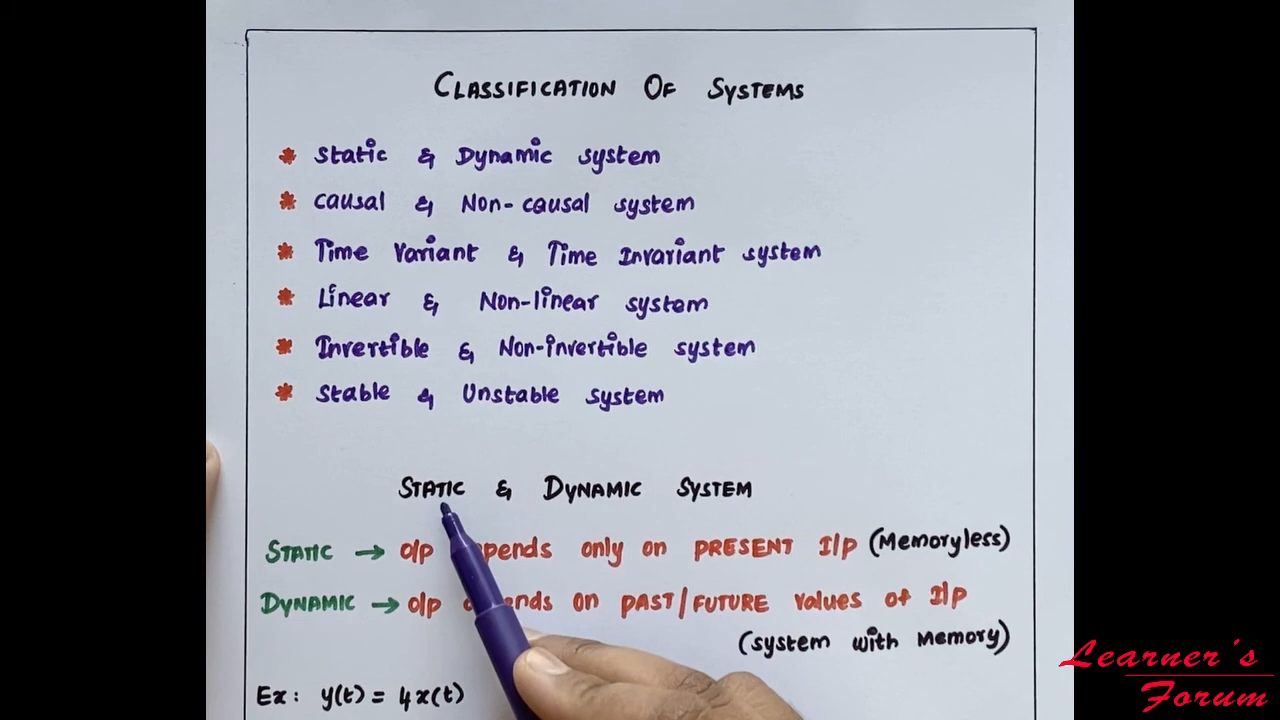 CLASSIFICATION OF SYSTEMS
* Static & Dynamic system
* causal & Non-causal system
* Time Variant & Time Invariant system
* Linear & Non-linear system
* Invertible & Non-invertible system
* Stable & Unstable system
STATIC & DYNAMIC SYSTEM
STATIC → O/P only on PRESENT I/P (Memoryless)
DYNAMIC → O/P on PAST/FUTURE values of I/P
(system with Memory)
Ex: y(t) = 4x(t)
Learner's
Forum